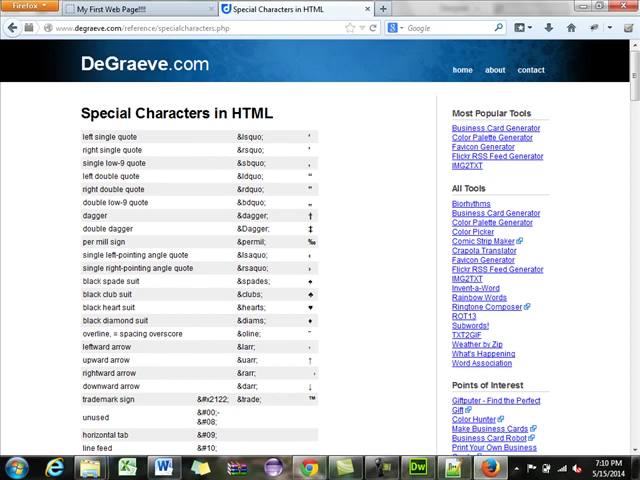 Firefox
My First Web Page!!!!
Special Characters in HTML
www.degraeve.com/reference/specialcharacters.php
Google
DeGraeve.com
home about contact
Special Characters in HTML
left single quote &lsquo; ‘
right single quote &rsquo; ’
single low-9 quote &sbquo; ‚
left double quote &ldquo; “
right double quote &rdquo; ”
double low-9 quote &bdquo; „
dagger &dagger; †
double dagger &Dagger; ‡
per mill sign &permil; ‰
single left-pointing angle quote &lsaquo; ‹
single right-pointing angle quote &rsaquo; ›
black spade suit &spades; ♠
black club suit &clubs; ♣
black heart suit &hearts; ♥
black diamond suit &diams; ♦
overline, = spacing overscore &oline; ‾
leftward arrow &larr; ←
upward arrow &uarr; ↑
rightward arrow &rarr; →
downward arrow &darr; ↓
trademark sign &#x2122; &trade; ™
unused &#00;-
&#08;
horizontal tab &#09;
line feed &#10;
Most Popular Tools
Business Card Generator
Color Palette Generator
Favicon Generator
Flickr RSS Feed Generator
IMG2TXT
All Tools
Biorhythms
Business Card Generator
Color Palette Generator
Color Picker
Comic Strip Maker
Crapola Translator
Favicon Generator
Flickr RSS Feed Generator
IMG2TXT
Invent-a-Word
Rainbow Words
Ringtone Composer
ROT13
Subwords!
TXT2GIF
Weather by Zip
What's Happening
Word Association
Points of Interest
Giftputer - Find the Perfect
Gift
Color Hunter
Make Business Cards
Business Card Robot
Print Your Own Business
Dw
7:10 PM
5/15/2014